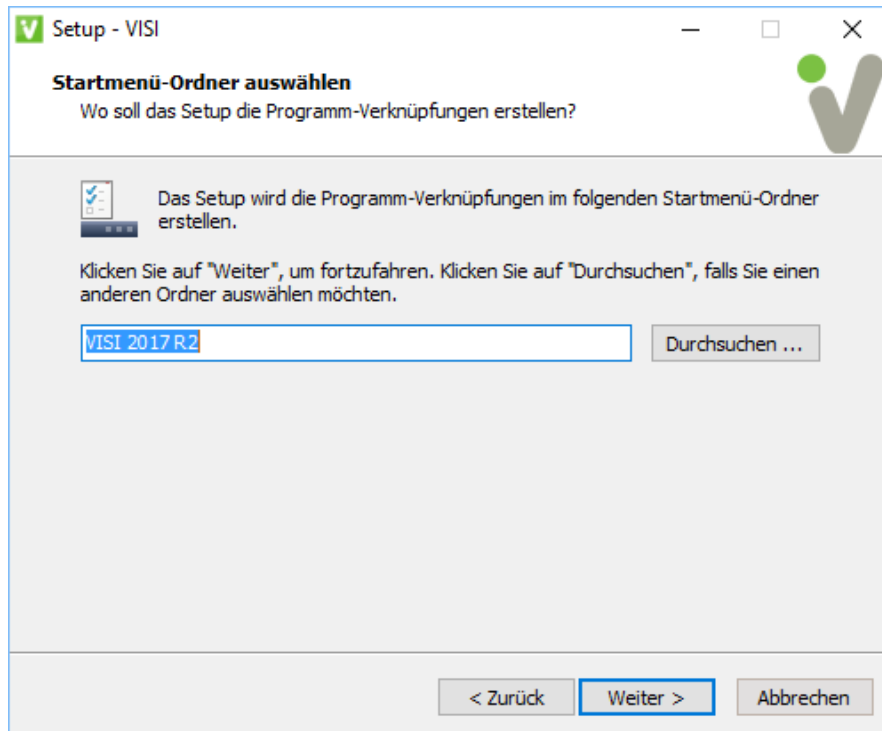 Setup - VISI
Startmenü-Ordner auswählen
Wo soll das Setup die Programm-Verknüpfungen erstellen?
Das Setup wird die Programm-Verknüpfungen im folgenden Startmenü-Ordner
erstellen.
Klicken Sie auf "Weiter", um fortzufahren. Klicken Sie auf "Durchsuchen", falls Sie einen
anderen Ordner auswählen möchten.
VISI 2017 R2
Durchsuchen ...
< Zurück
Weiter >
Abbrechen